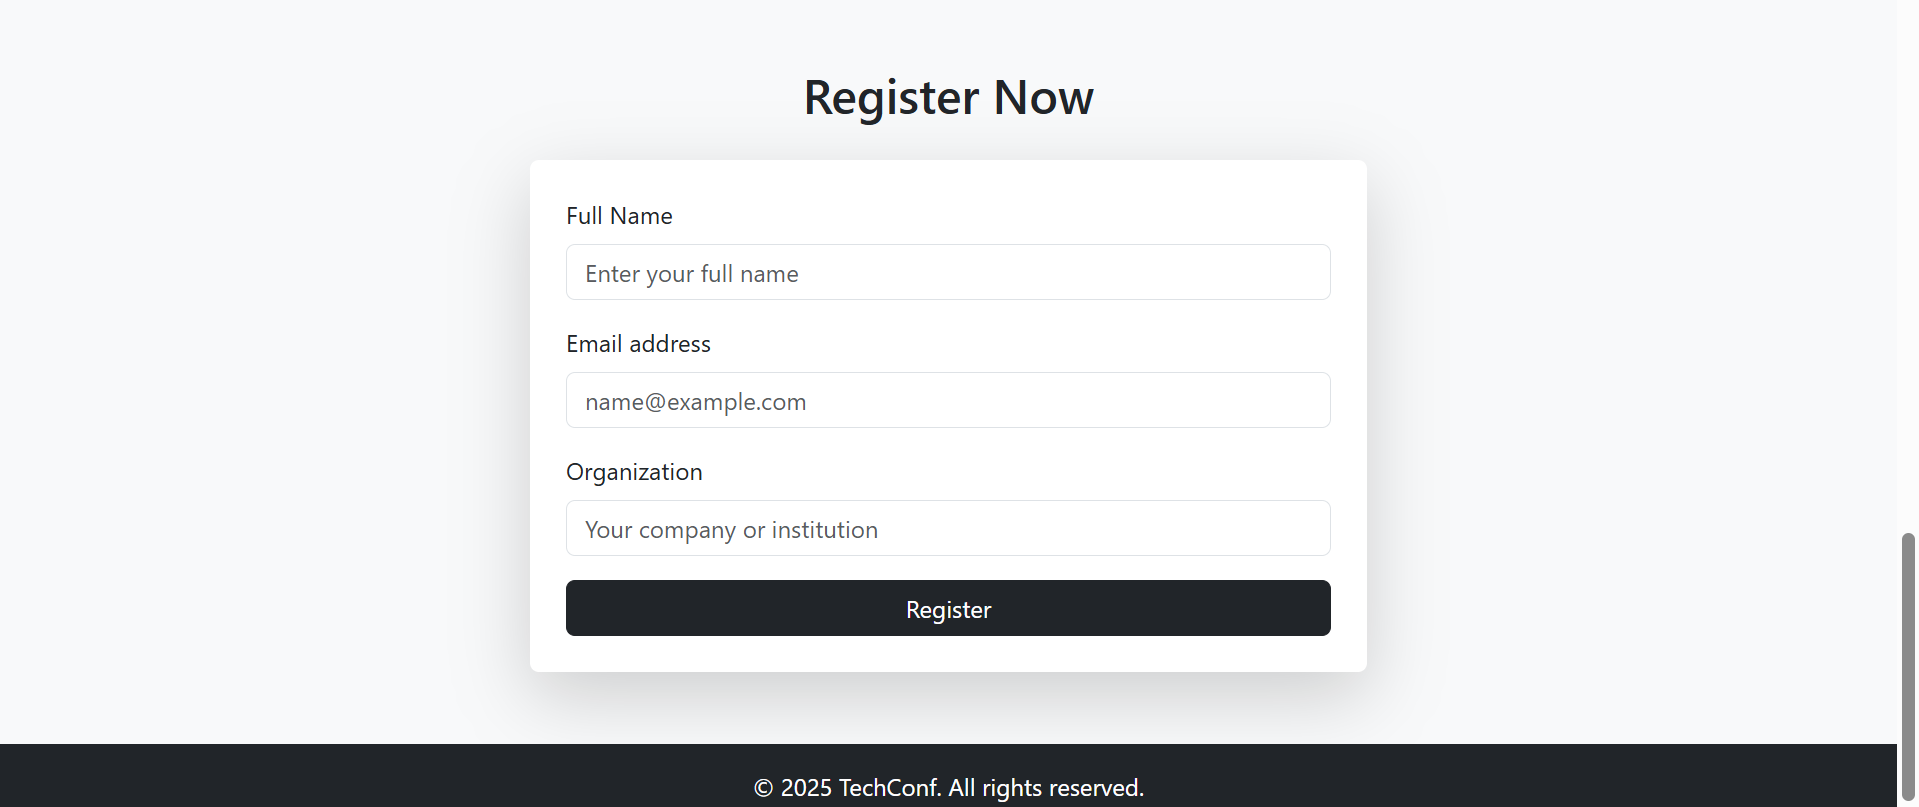 Register Now
Full Name
Enter your full name
Email address
name@example.com
Organization
Your company or institution
Register
© 2025 TechConf. All rights reserved.